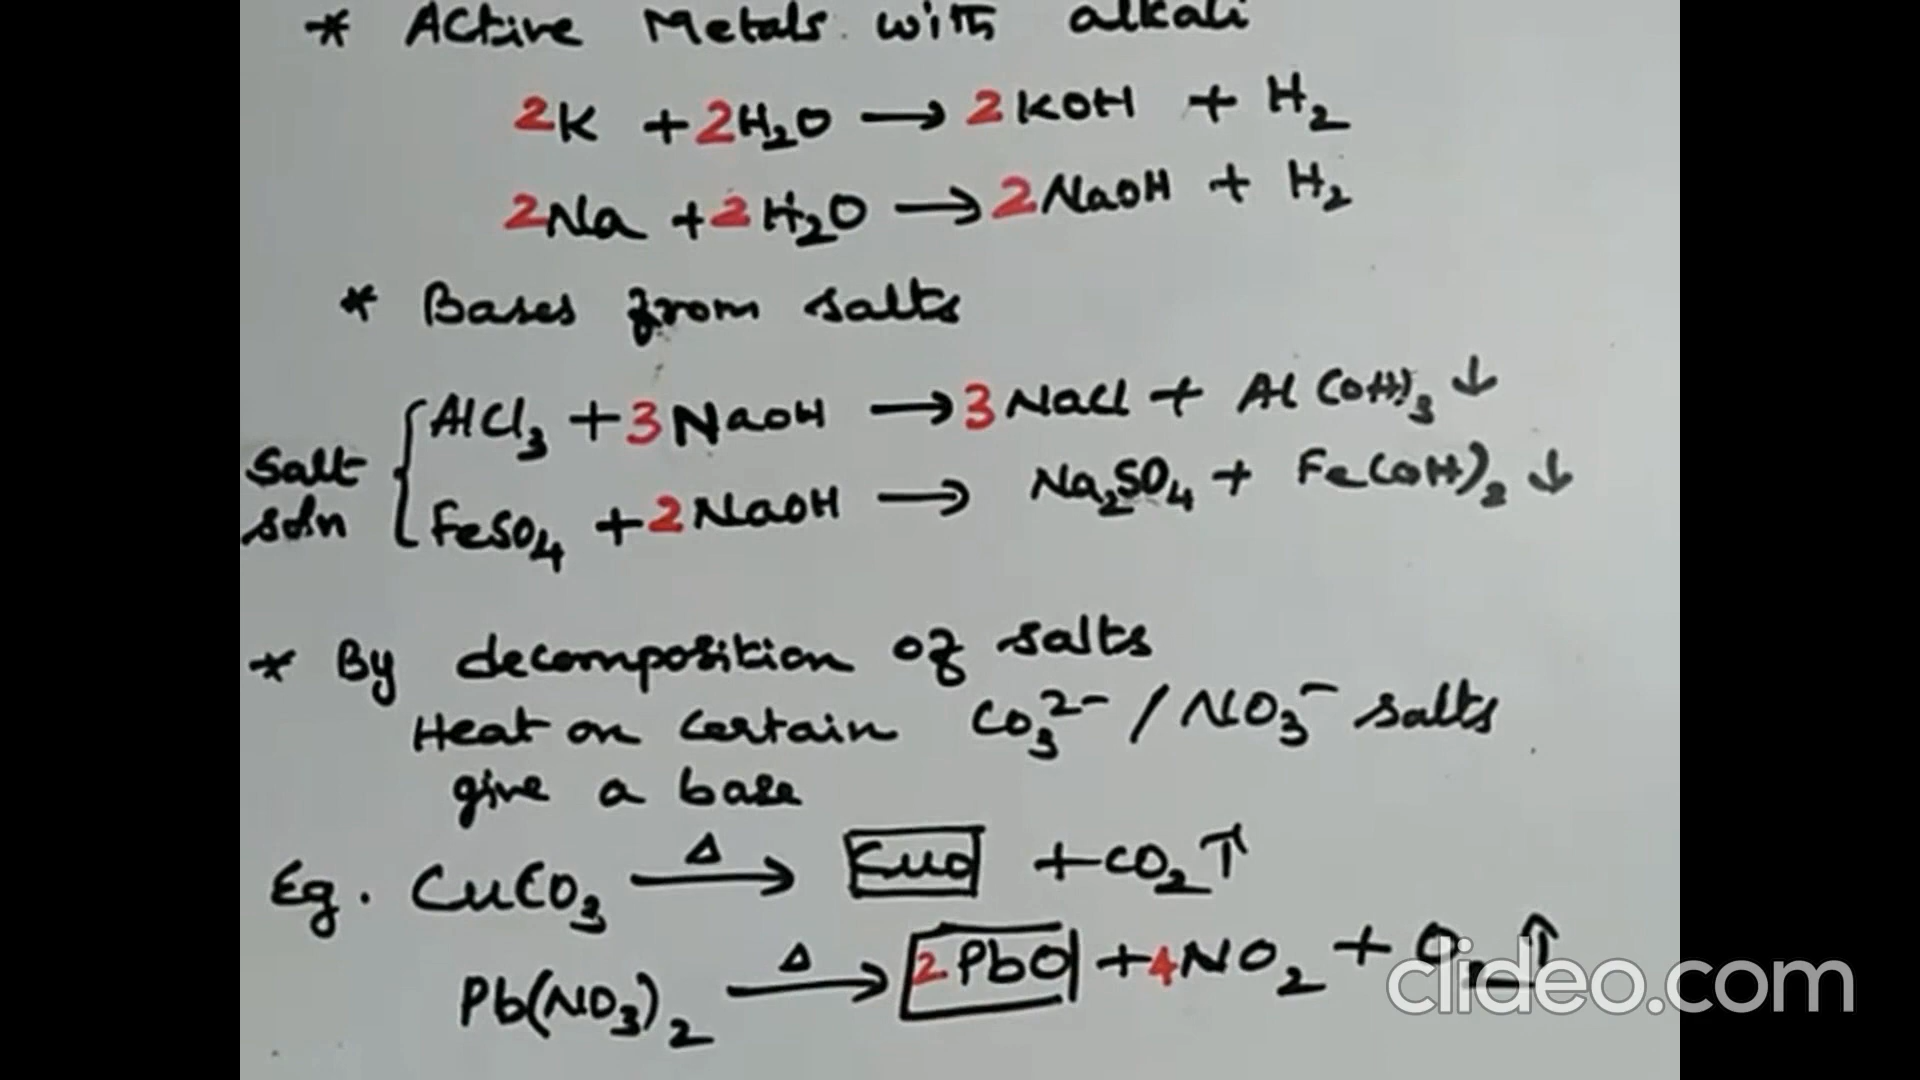 * Active Metals with alkali
2K + 2H₂O → 2KOH + H₂
2Na + 2H₂O → 2NaOH + H₂
* Bases from salts
Salt soln { AlCl₃ + 3NaOH → 3NaCl + Al(OH)₃ ↓
FeSO₄ + 2NaOH → Na₂SO₄ + Fe(OH)₂ ↓
* By decomposition of salts
Heat on certain CO₃²⁻ / NO₃⁻ salts
give a base
Eg. CuCO₃ —Δ→ CuO + CO₂ ↑
Pb(NO₃)₂ —Δ→ 2PbO + 4NO₂ + O₂ ↑
clideo.com